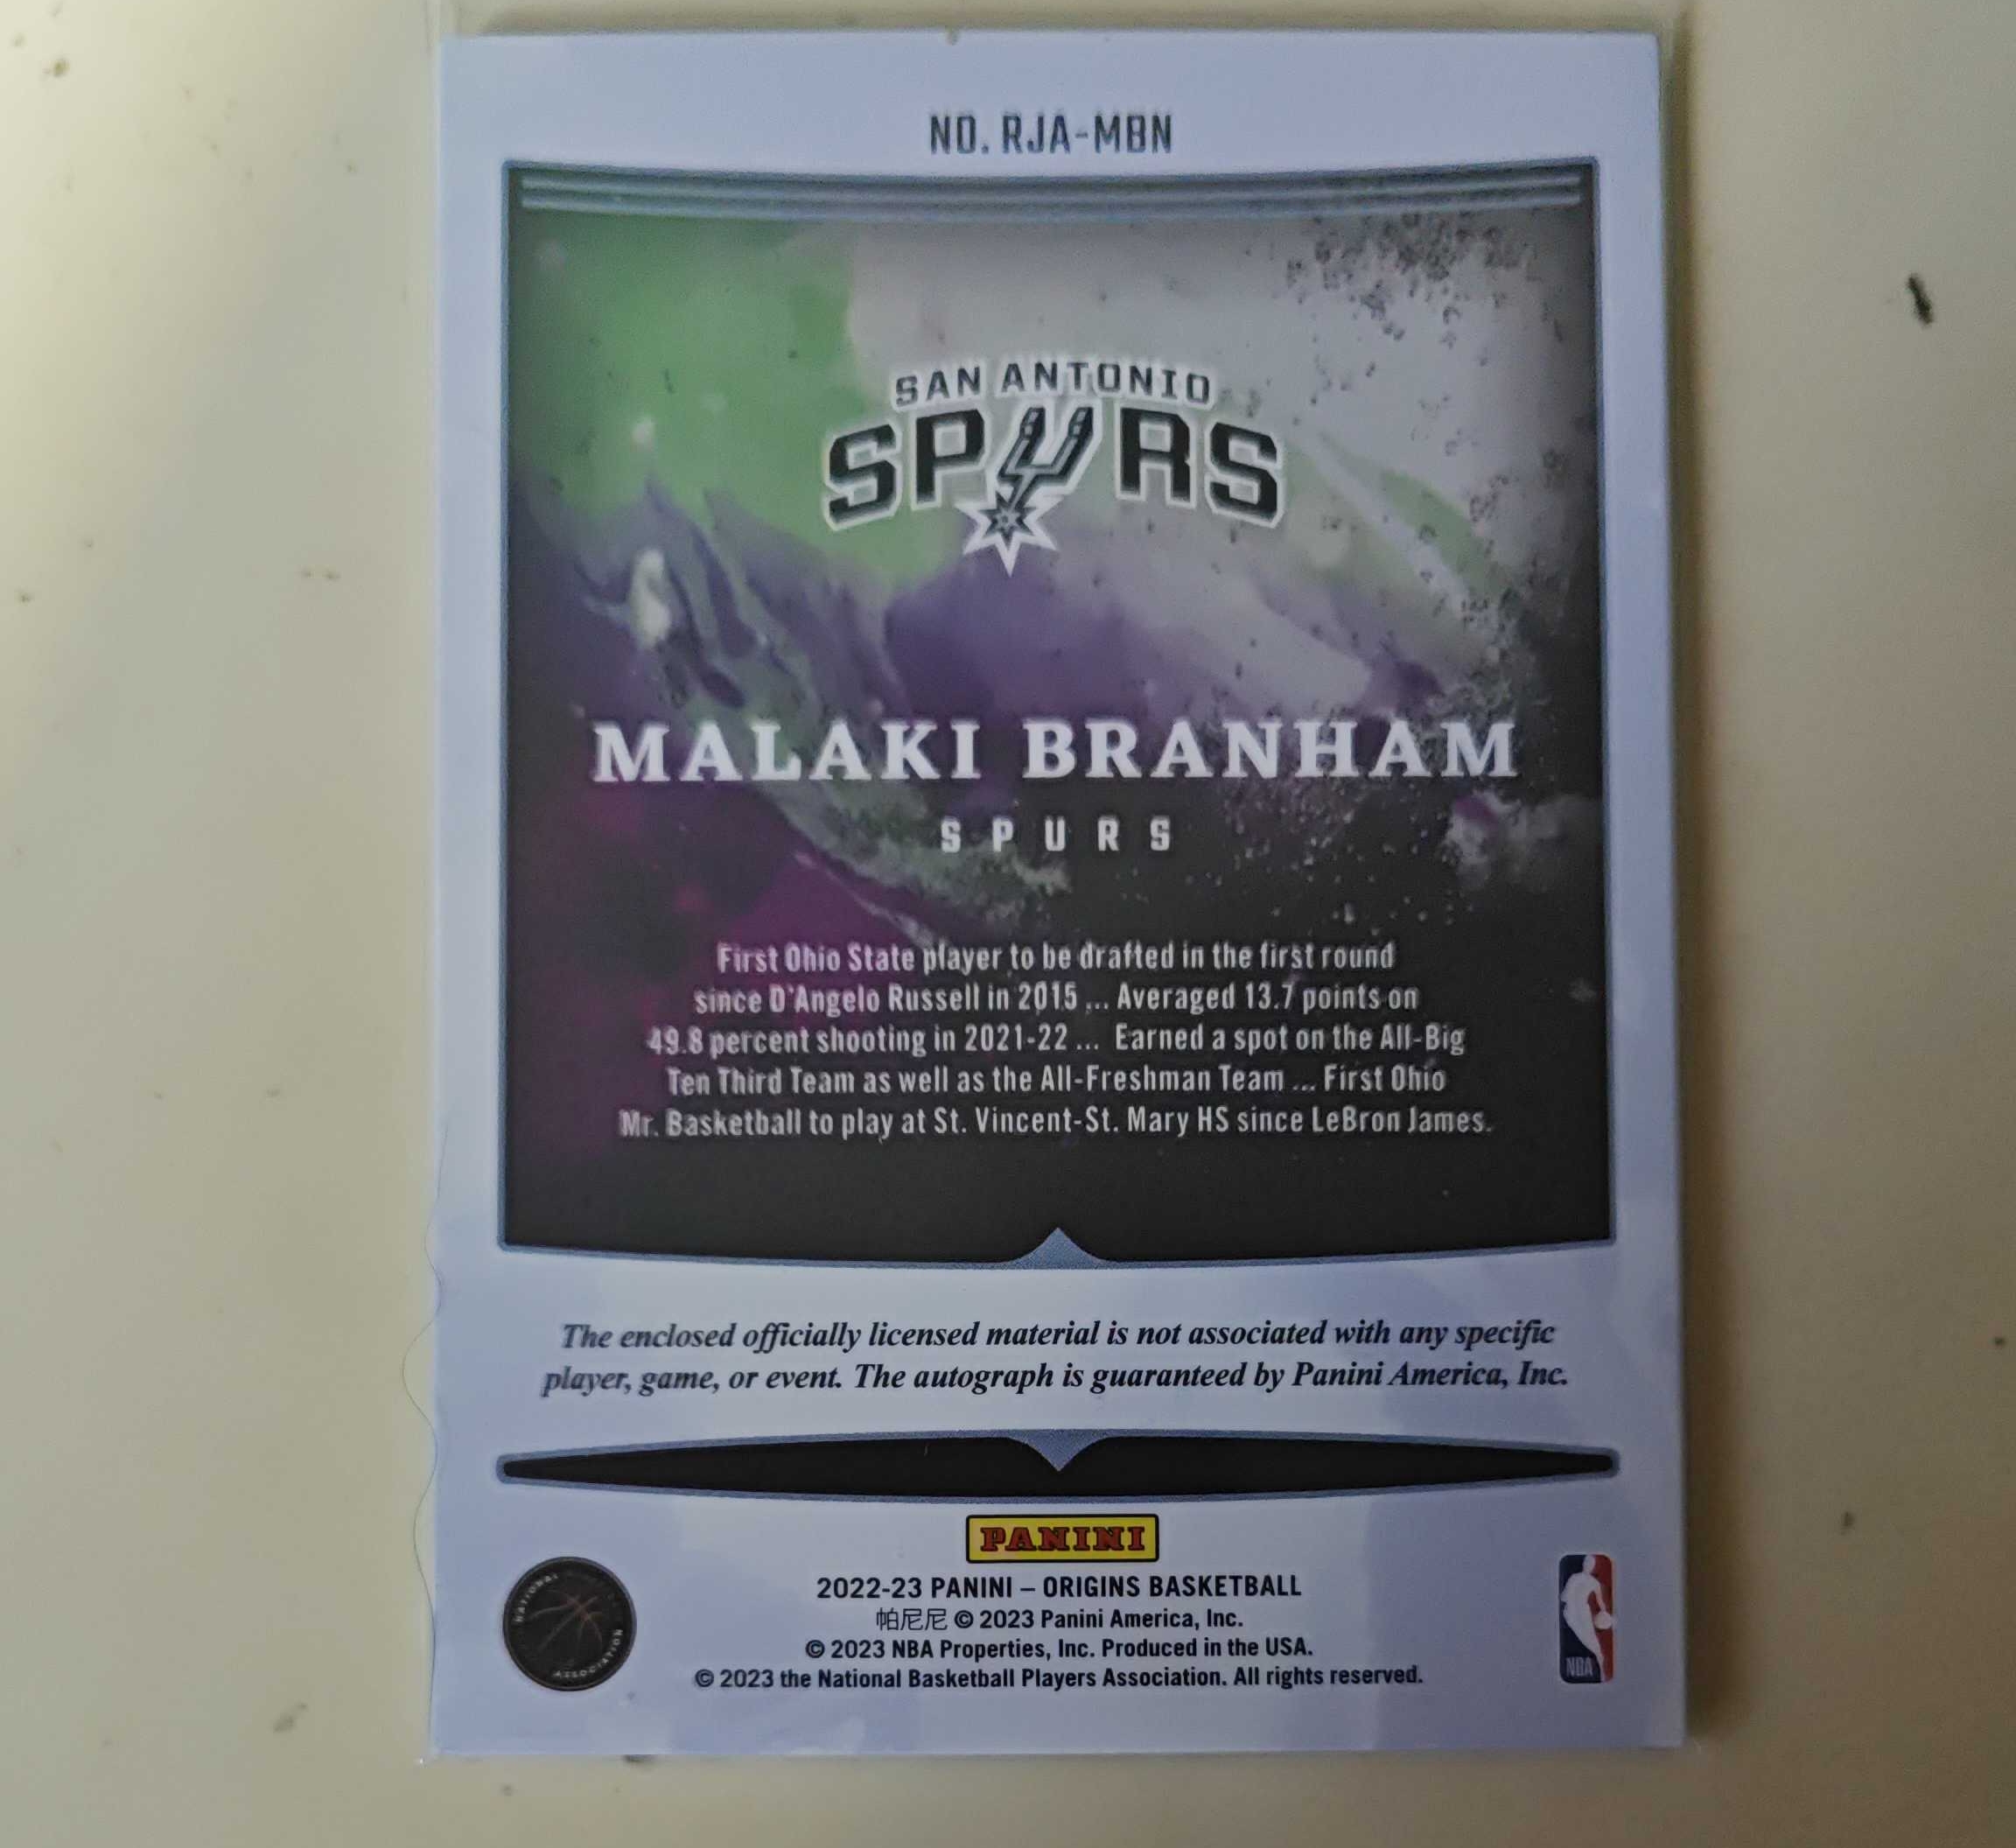 NO. RJA-MBN
SAN ANTONIO
SPURS
MALAKI BRANHAM
SPURS
First Ohio State player to be drafted in the first round
since D'Angelo Russell in 2015 ... Averaged 13.7 points on
49.8 percent shooting in 2021-22 ... Earned a spot on the All-Big
Ten Third Team as well as the All-Freshman Team ... First Ohio
Mr. Basketball to play at St. Vincent-St. Mary HS since LeBron James.
The enclosed officially licensed material is not associated with any specific
player, game, or event. The autograph is guaranteed by Panini America, Inc.
PANINI
2022-23 PANINI – ORIGINS BASKETBALL
帕尼尼 © 2023 Panini America, Inc.
© 2023 NBA Properties, Inc. Produced in the USA.
© 2023 the National Basketball Players Association. All rights reserved.
NATIONAL
ASSOCIATION
NBA